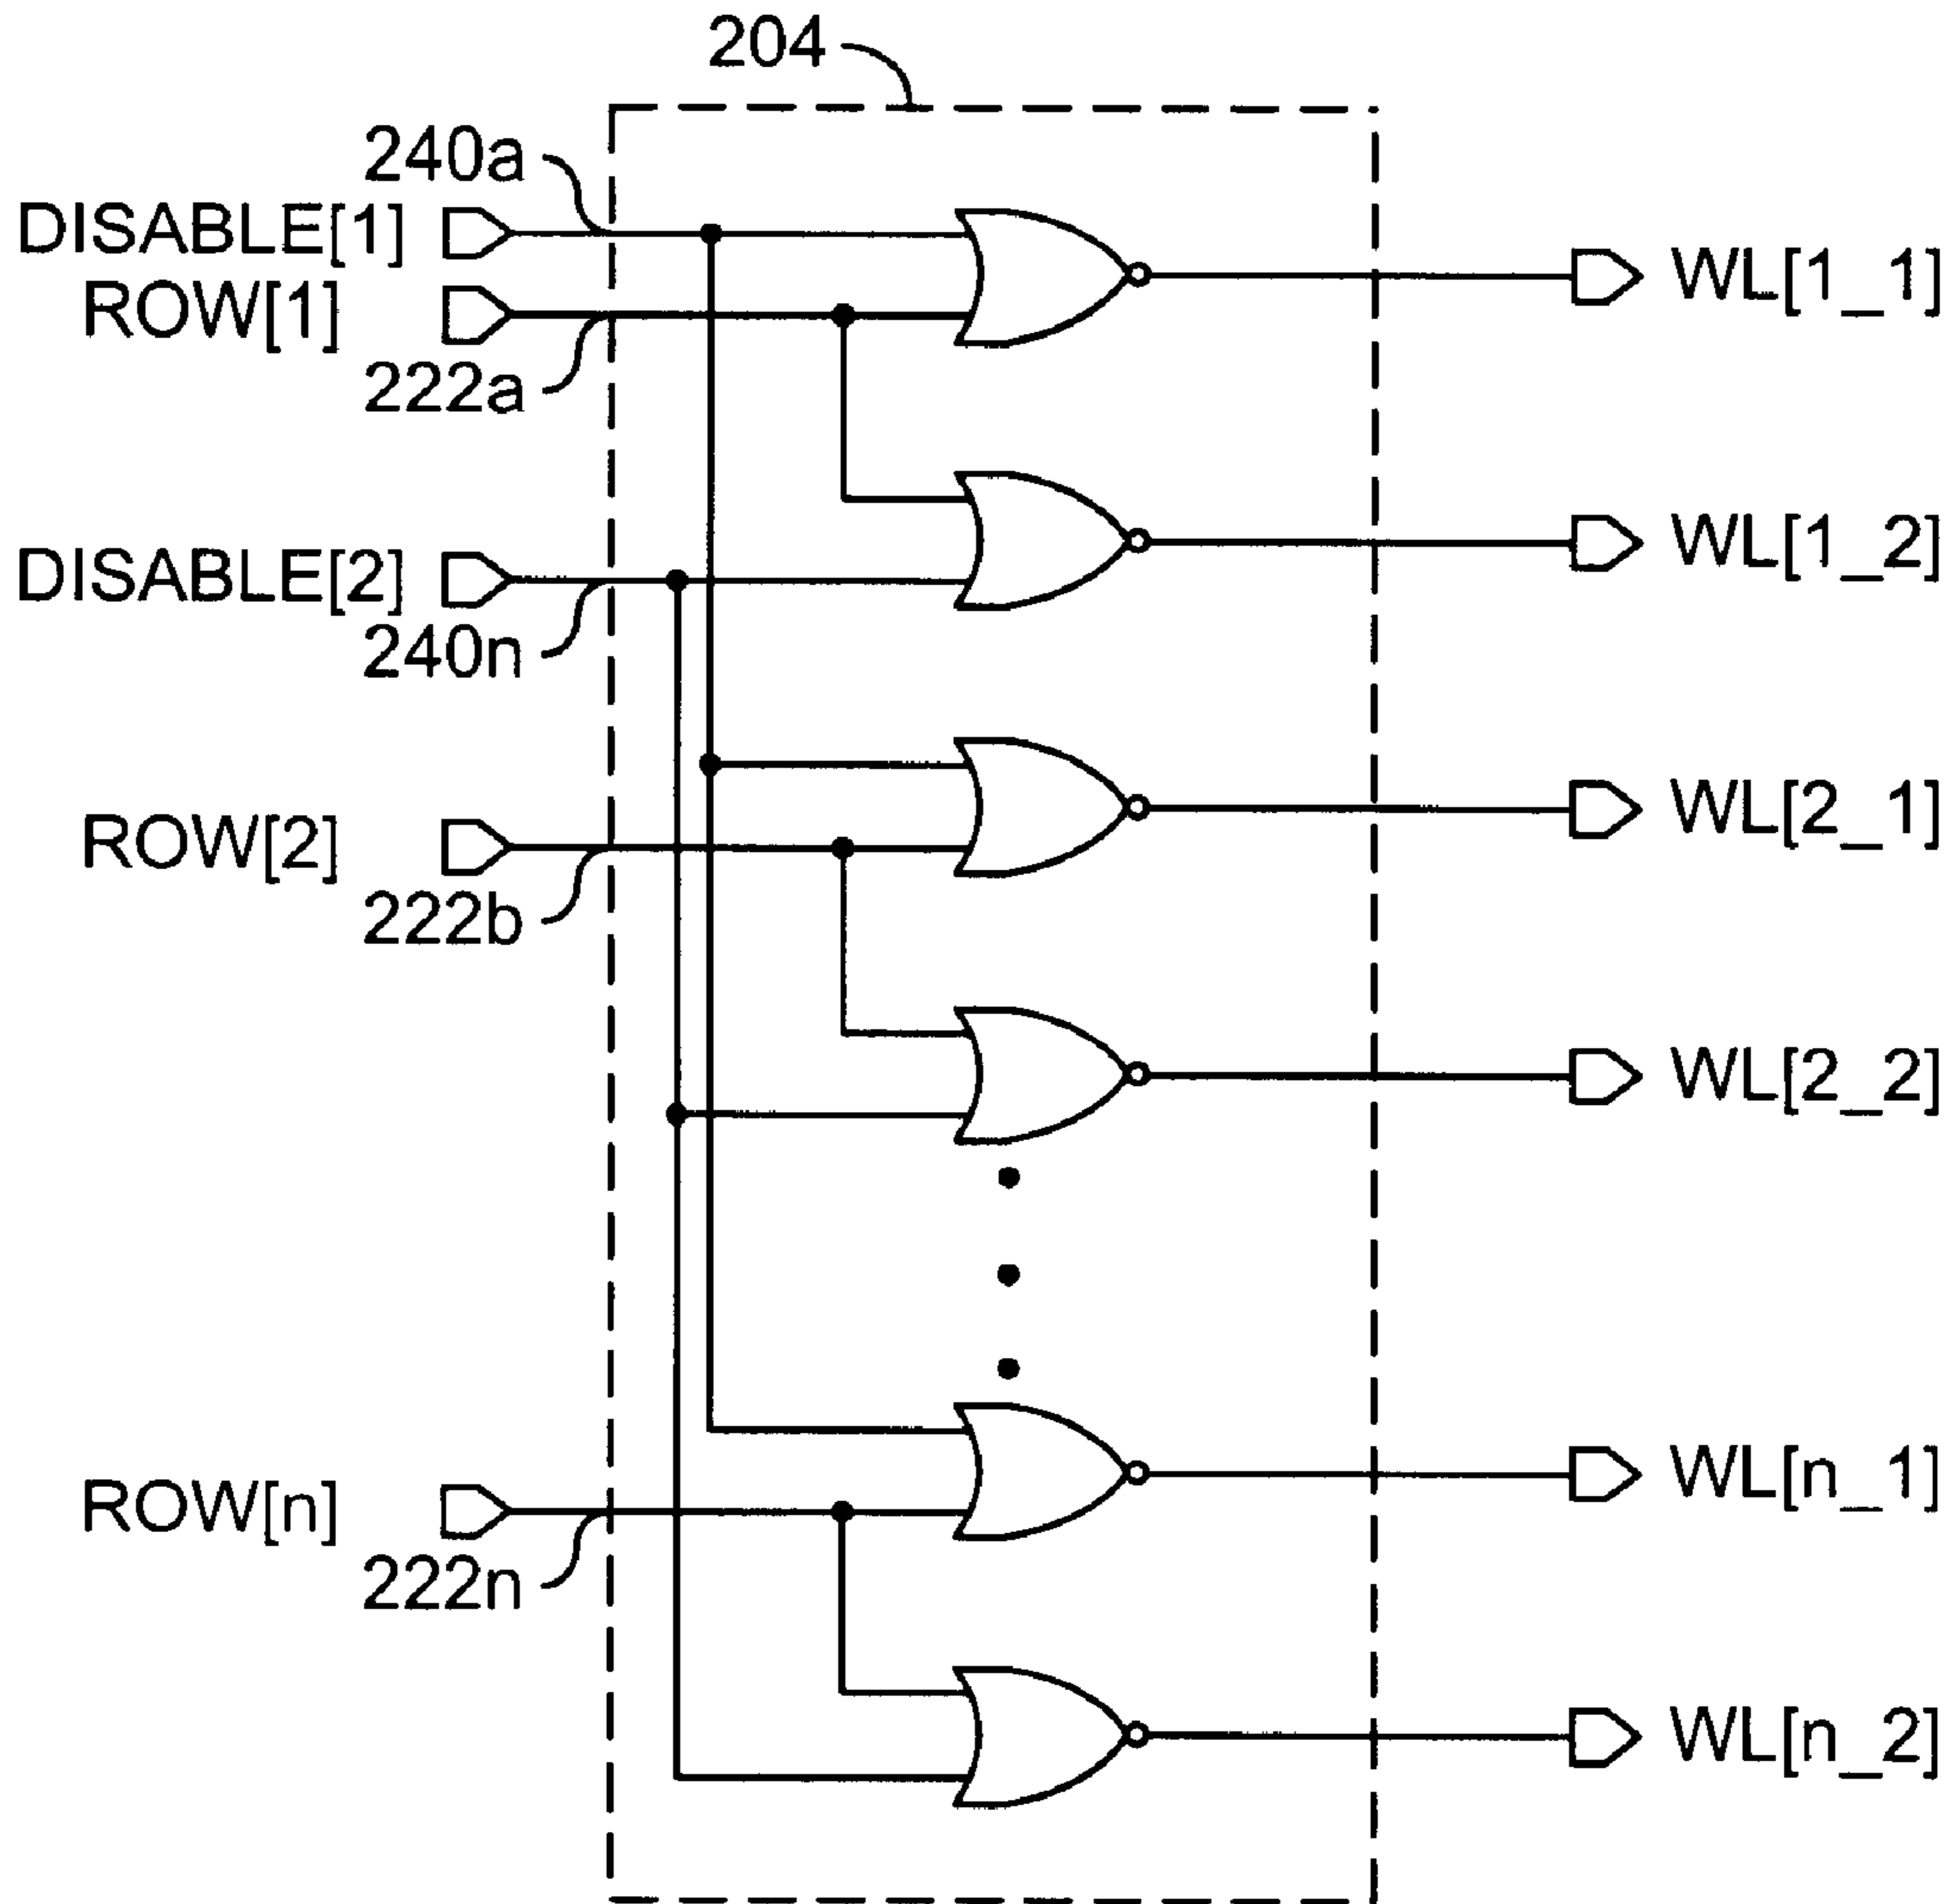 204
240a
DISABLE[1]
ROW[1]
222a
WL[1_1]
DISABLE[2]
240n
WL[1_2]
ROW[2]
222b
WL[2_1]
WL[2_2]
ROW[n]
222n
WL[n_1]
WL[n_2]